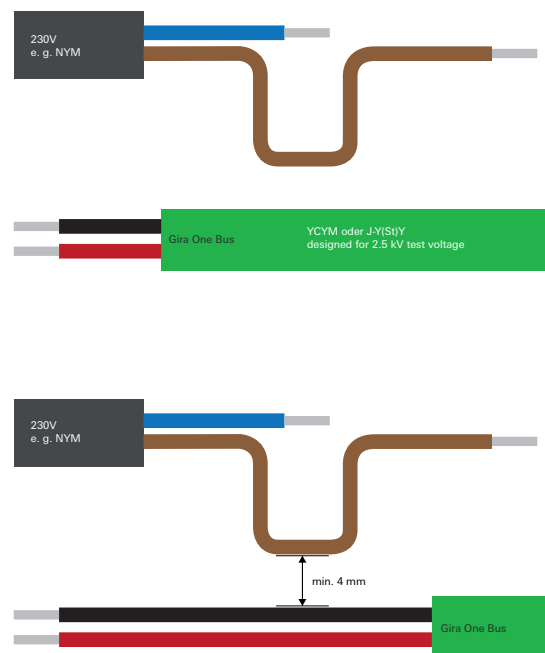 230V
e. g. NYM
Gira One Bus
YCYM oder J-Y(St)Y
designed for 2.5 kV test voltage
230V
e. g. NYM
min. 4 mm
Gira One Bus